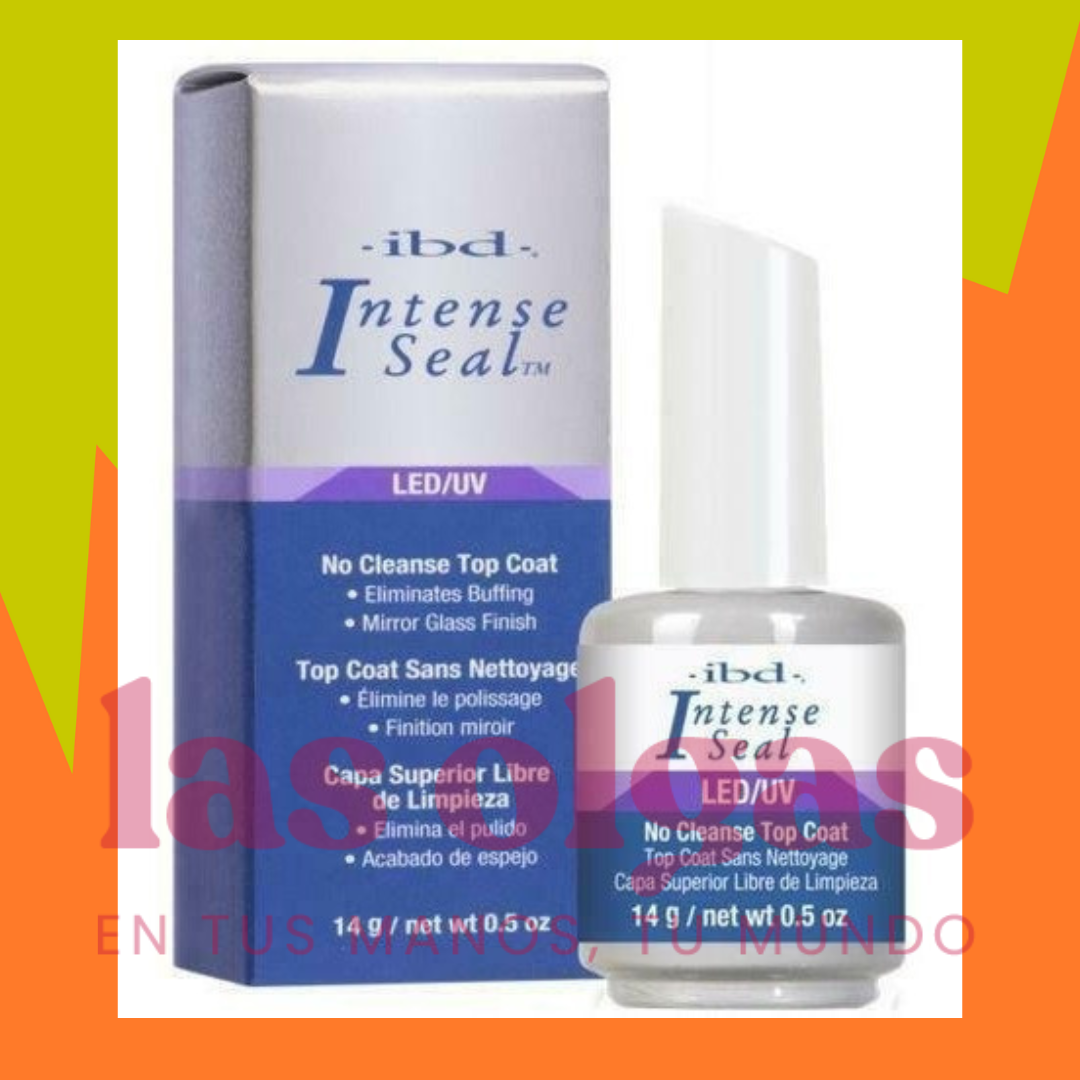 ·ibd·
Intense
Seal™
LED/UV
No Cleanse Top Coat
• Eliminates Buffing
• Mirror Glass Finish
Top Coat Sans Nettoyage
• Élimine le polissage
• Finition miroir
Capa Superior Libre
de Limpieza
• Elimina el pulido
• Acabado de espejo
14 g / net wt 0.5 oz
·ibd·
Intense
Seal
LED/UV
No Cleanse Top Coat
Top Coat Sans Nettoyage
Capa Superior Libre de Limpieza
14 g / net wt 0.5 oz
las olgas
EN TUS MANOS, TU MUNDO